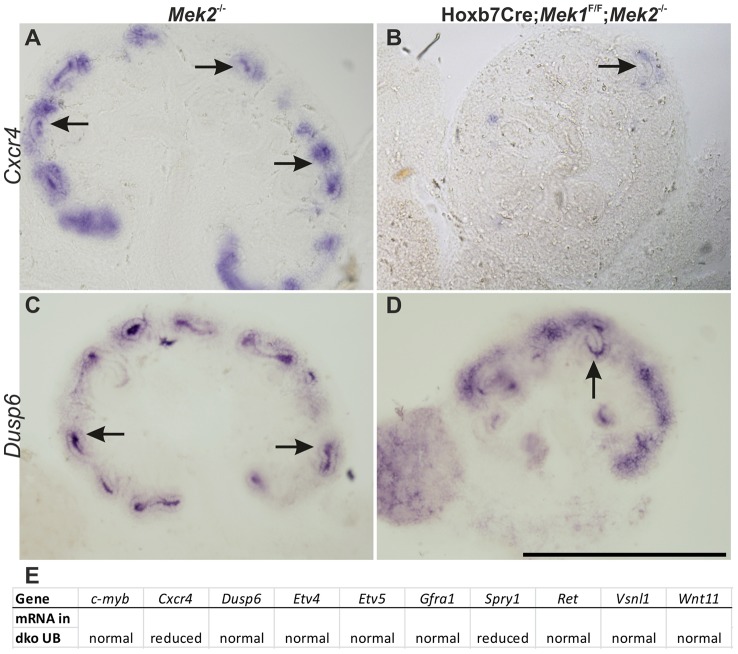 Mek2-/- Hoxb7Cre;Mek1F/F;Mek2-/-
A B
Cxcr4
C D
Dusp6
E
Gene c-myb Cxcr4 Dusp6 Etv4 Etv5 Gfra1 Spry1 Ret Vsnl1 Wnt11
mRNA in
dko UB normal reduced normal normal normal normal reduced normal normal normal